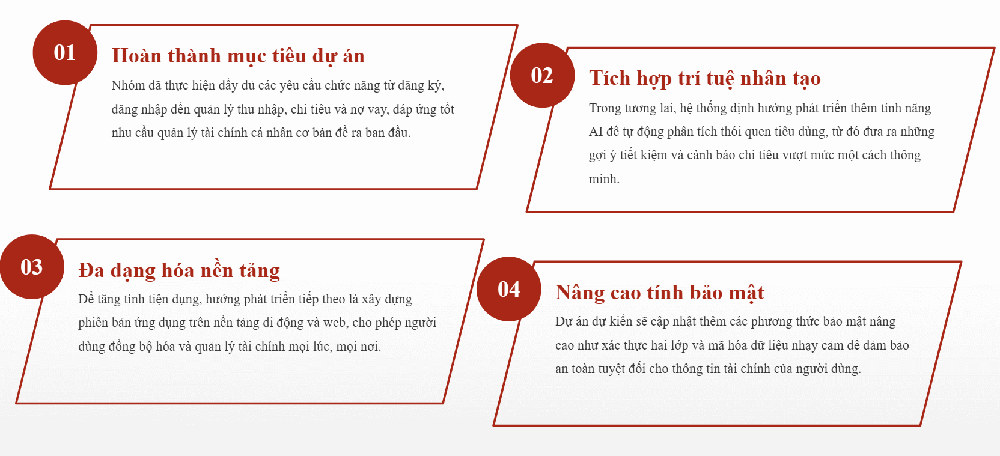 01
Hoàn thành mục tiêu dự án
Nhóm đã thực hiện đầy đủ các yêu cầu chức năng từ đăng ký,
đăng nhập đến quản lý thu nhập, chi tiêu và nợ vay, đáp ứng tốt
nhu cầu quản lý tài chính cá nhân cơ bản đề ra ban đầu.
02
Tích hợp trí tuệ nhân tạo
Trong tương lai, hệ thống định hướng phát triển thêm tính năng
AI để tự động phân tích thói quen tiêu dùng, từ đó đưa ra những
gợi ý tiết kiệm và cảnh báo chi tiêu vượt mức một cách thông
minh.
03
Đa dạng hóa nền tảng
Để tăng tính tiện dụng, hướng phát triển tiếp theo là xây dựng
phiên bản ứng dụng trên nền tảng di động và web, cho phép người
dùng đồng bộ hóa và quản lý tài chính mọi lúc, mọi nơi.
04
Nâng cao tính bảo mật
Dự án dự kiến sẽ cập nhật thêm các phương thức bảo mật nâng
cao như xác thực hai lớp và mã hóa dữ liệu nhạy cảm để đảm bảo
an toàn tuyệt đối cho thông tin tài chính của người dùng.